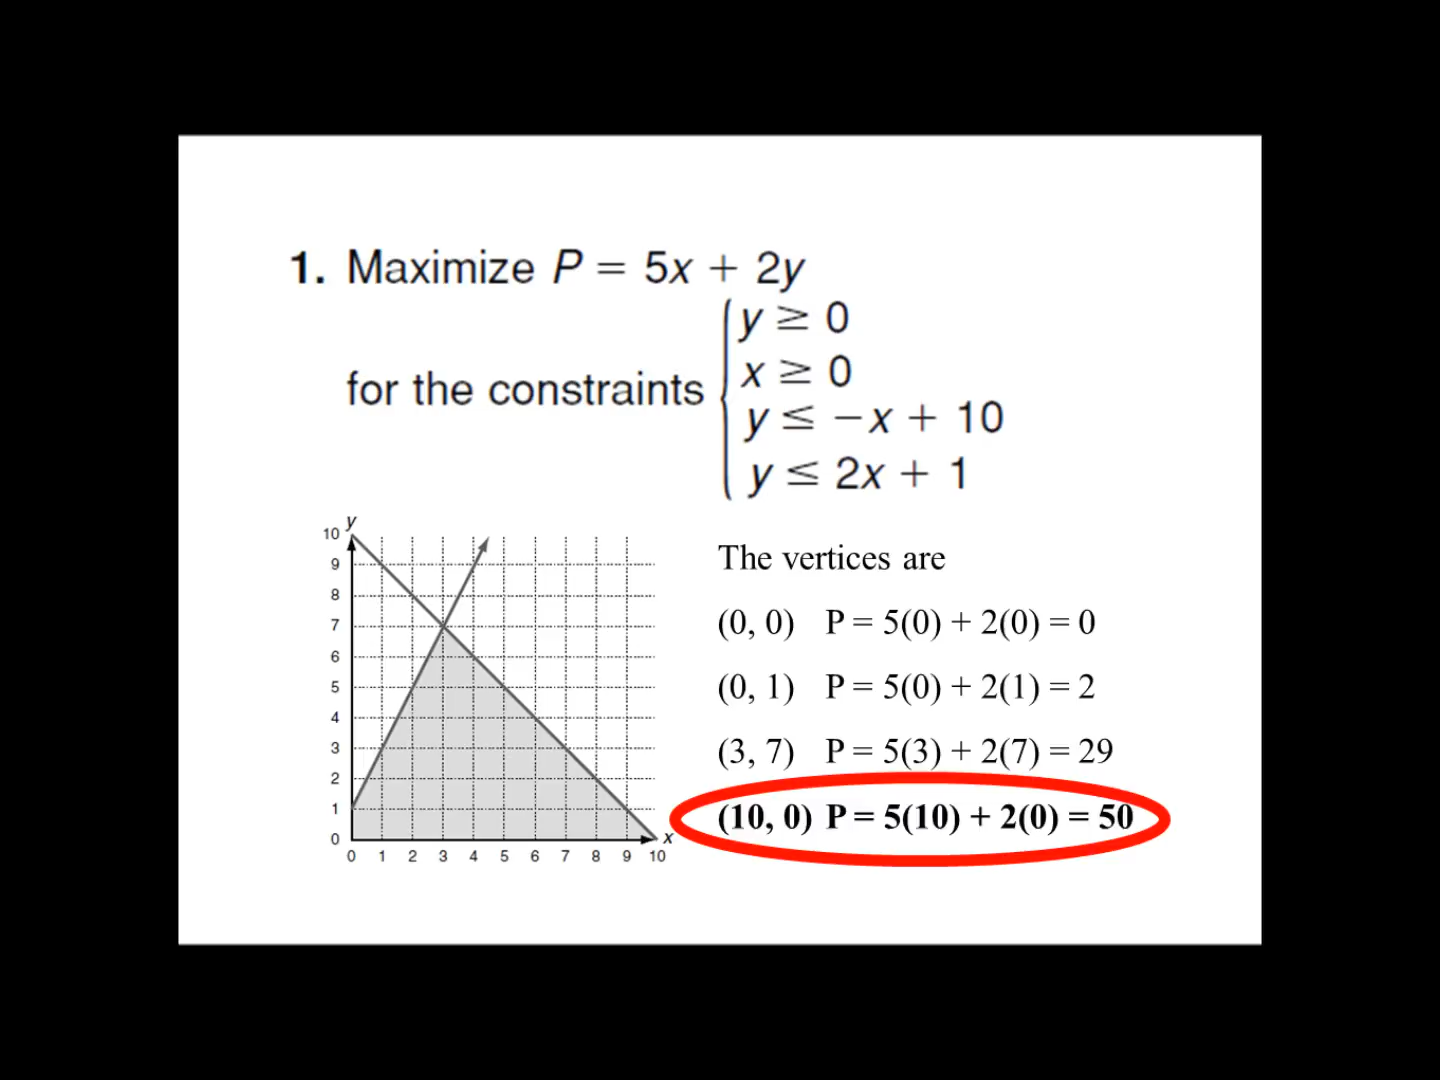 1. Maximize P = 5x + 2y
for the constraints
y ≥ 0
x ≥ 0
y ≤ −x + 10
y ≤ 2x + 1
y
10
9
8
7
6
5
4
3
2
1
0
0 1 2 3 4 5 6 7 8 9 10
x
The vertices are
(0, 0) P = 5(0) + 2(0) = 0
(0, 1) P = 5(0) + 2(1) = 2
(3, 7) P = 5(3) + 2(7) = 29
(10, 0) P = 5(10) + 2(0) = 50